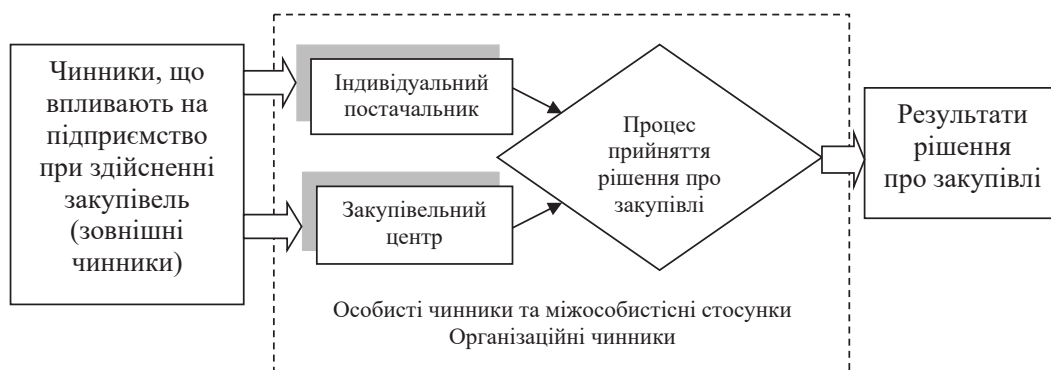 Чинники, що
впливають на
підприємство
при здійсненні
закупівель
(зовнішні
чинники)
Індивідуальний
постачальник
Закупівельний
центр
Процес
прийняття
рішення про
закупівлі
Результати
рішення
про закупівлі
Особисті чинники та міжособистісні стосунки
Організаційні чинники